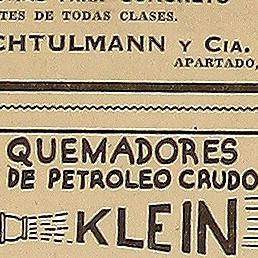 TES DE TODAS CLASES.
CHTULMANN Y CIA.
APARTADO,
QUEMADORES
DE PETROLEO CRUDO
KLEIN